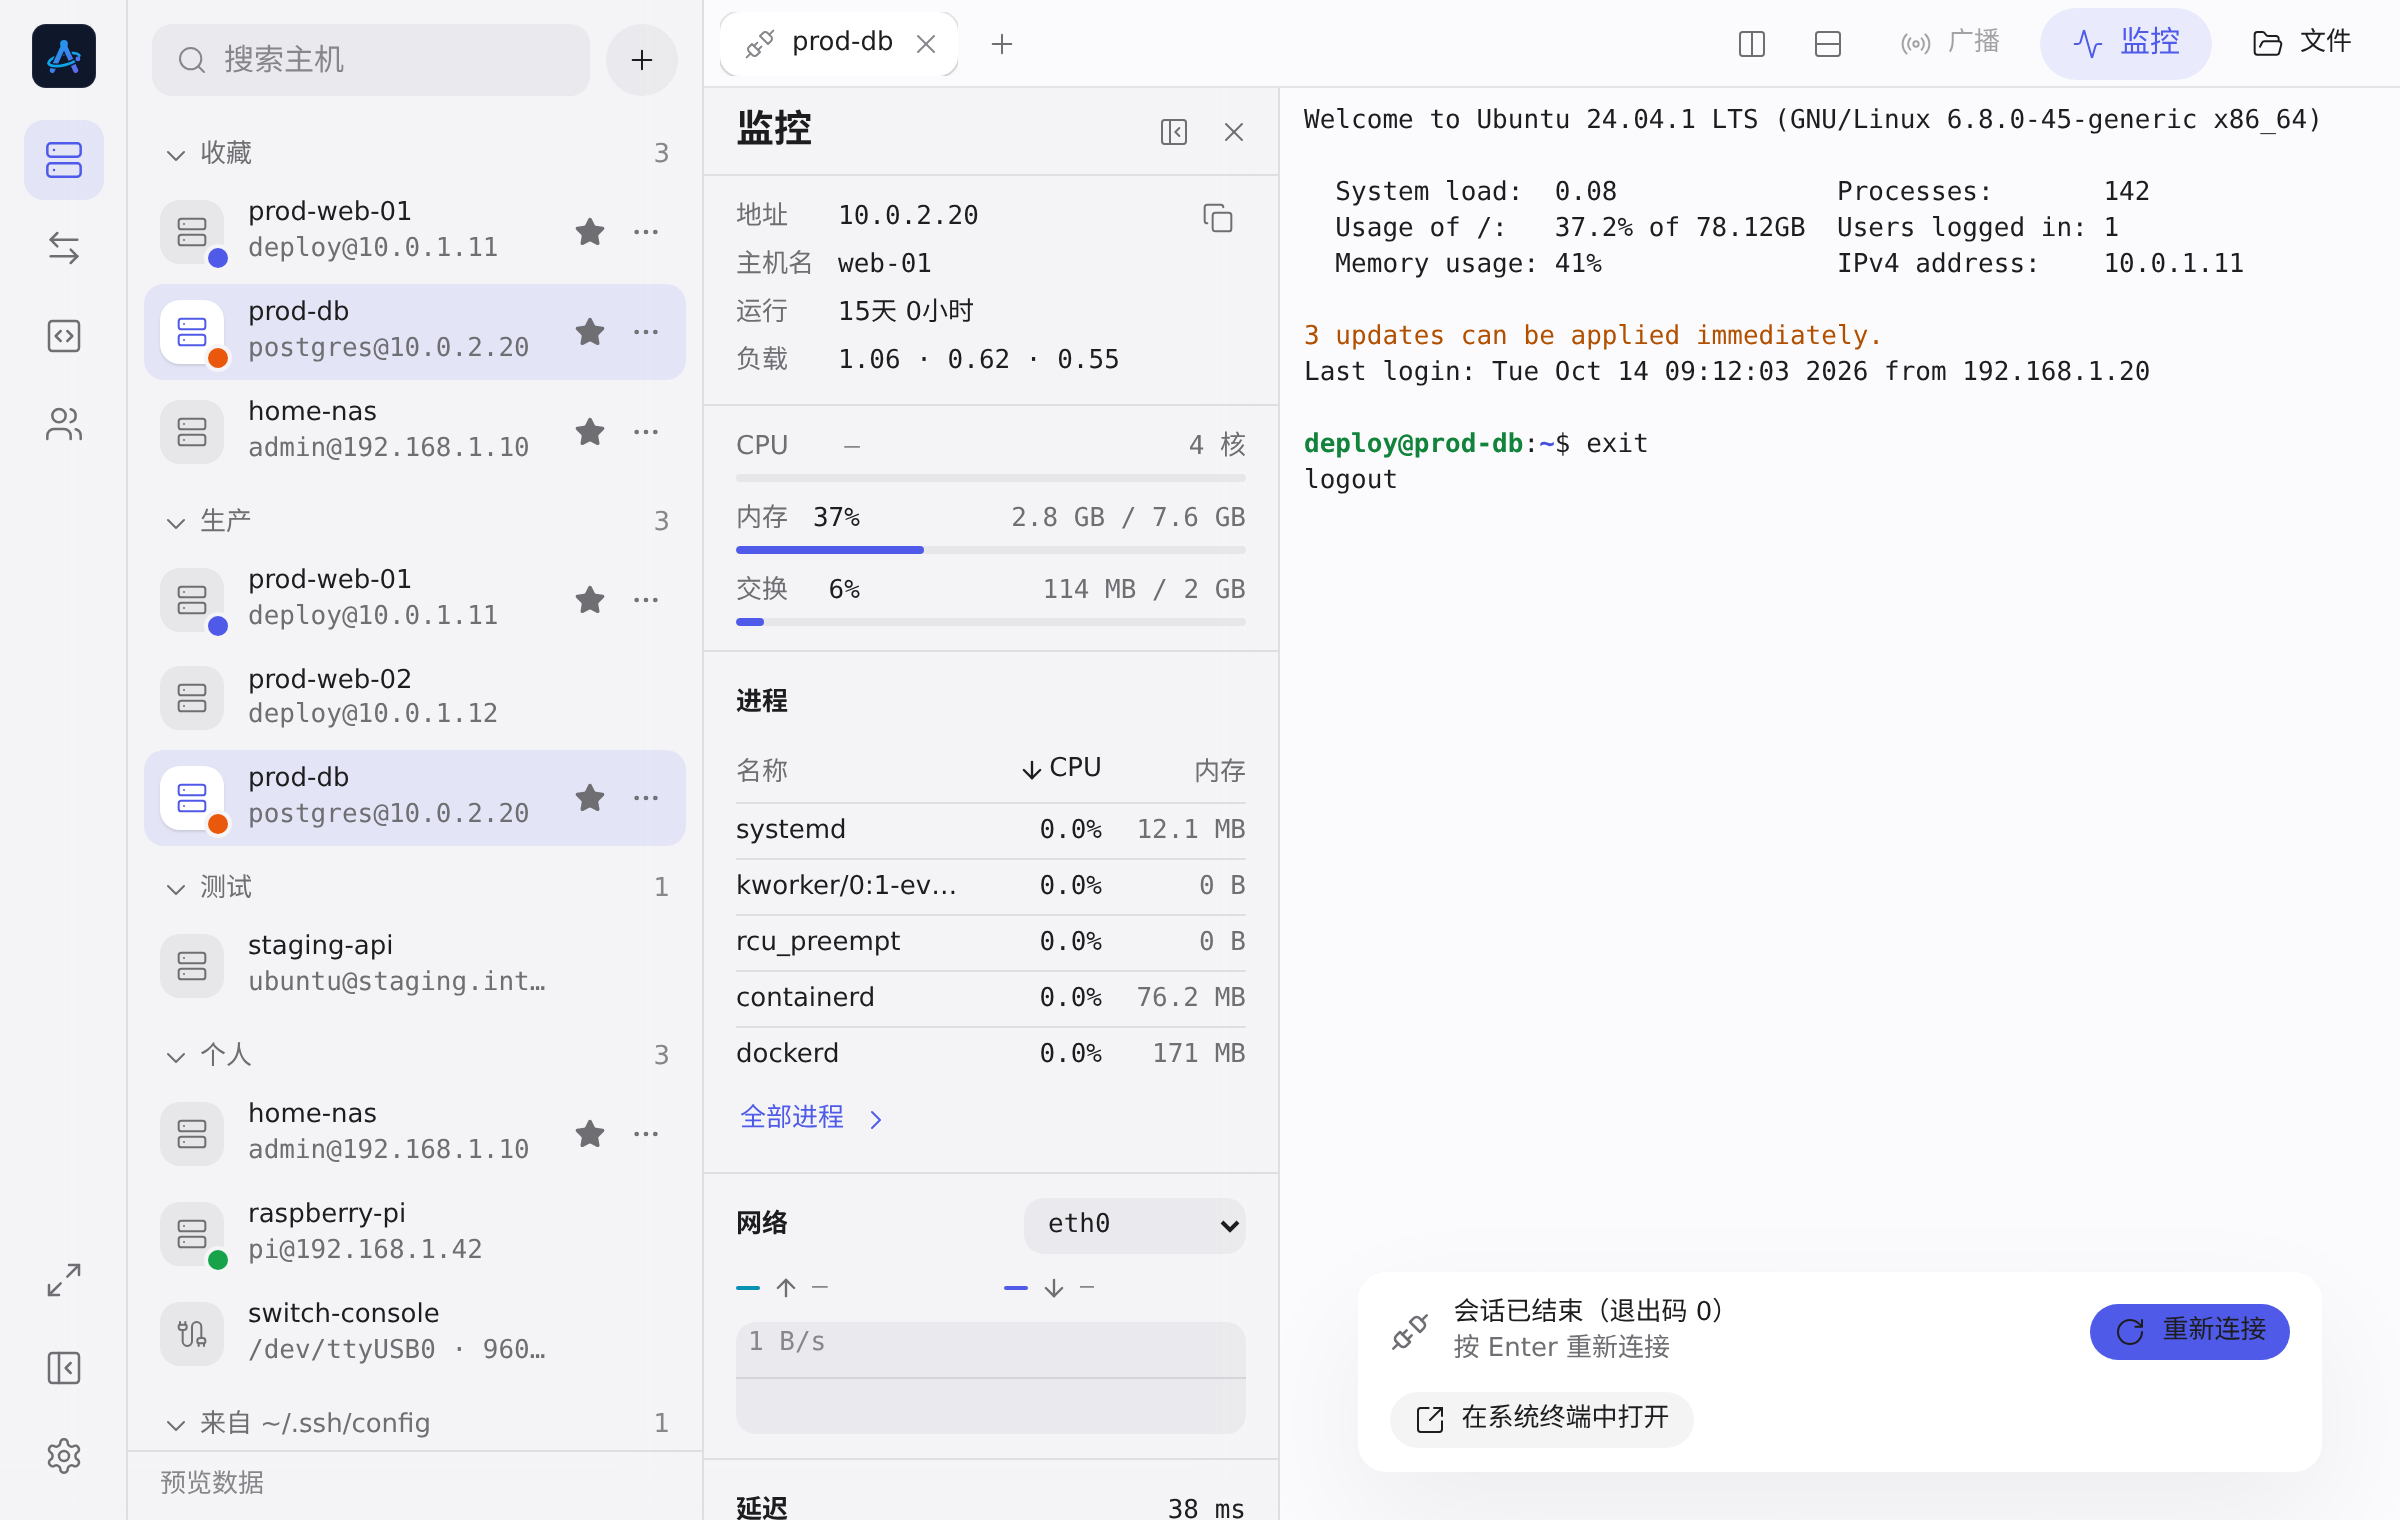 搜索主机
收藏 3
prod-web-01
deploy@10.0.1.11
prod-db
postgres@10.0.2.20
home-nas
admin@192.168.1.10
生产 3
prod-web-01
deploy@10.0.1.11
prod-web-02
deploy@10.0.1.12
prod-db
postgres@10.0.2.20
测试 1
staging-api
ubuntu@staging.int…
个人 3
home-nas
admin@192.168.1.10
raspberry-pi
pi@192.168.1.42
switch-console
/dev/ttyUSB0 · 960…
来自 ~/.ssh/config 1
预览数据
prod-db
广播 监控 文件
监控
地址 10.0.2.20
主机名 web-01
运行 15天 0小时
负载 1.06 · 0.62 · 0.55
CPU – 4 核
内存 37% 2.8 GB / 7.6 GB
交换 6% 114 MB / 2 GB
进程
名称 CPU 内存
systemd 0.0% 12.1 MB
kworker/0:1-ev… 0.0% 0 B
rcu_preempt 0.0% 0 B
containerd 0.0% 76.2 MB
dockerd 0.0% 171 MB
全部进程
网络 eth0
– –
1 B/s
延迟 38 ms
Welcome to Ubuntu 24.04.1 LTS (GNU/Linux 6.8.0-45-generic x86_64)
System load: 0.08 Processes: 142
Usage of /: 37.2% of 78.12GB Users logged in: 1
Memory usage: 41% IPv4 address: 10.0.1.11
3 updates can be applied immediately.
Last login: Tue Oct 14 09:12:03 2026 from 192.168.1.20
deploy@prod-db:~$ exit
logout
会话已结束（退出码 0）
按 Enter 重新连接
重新连接
在系统终端中打开